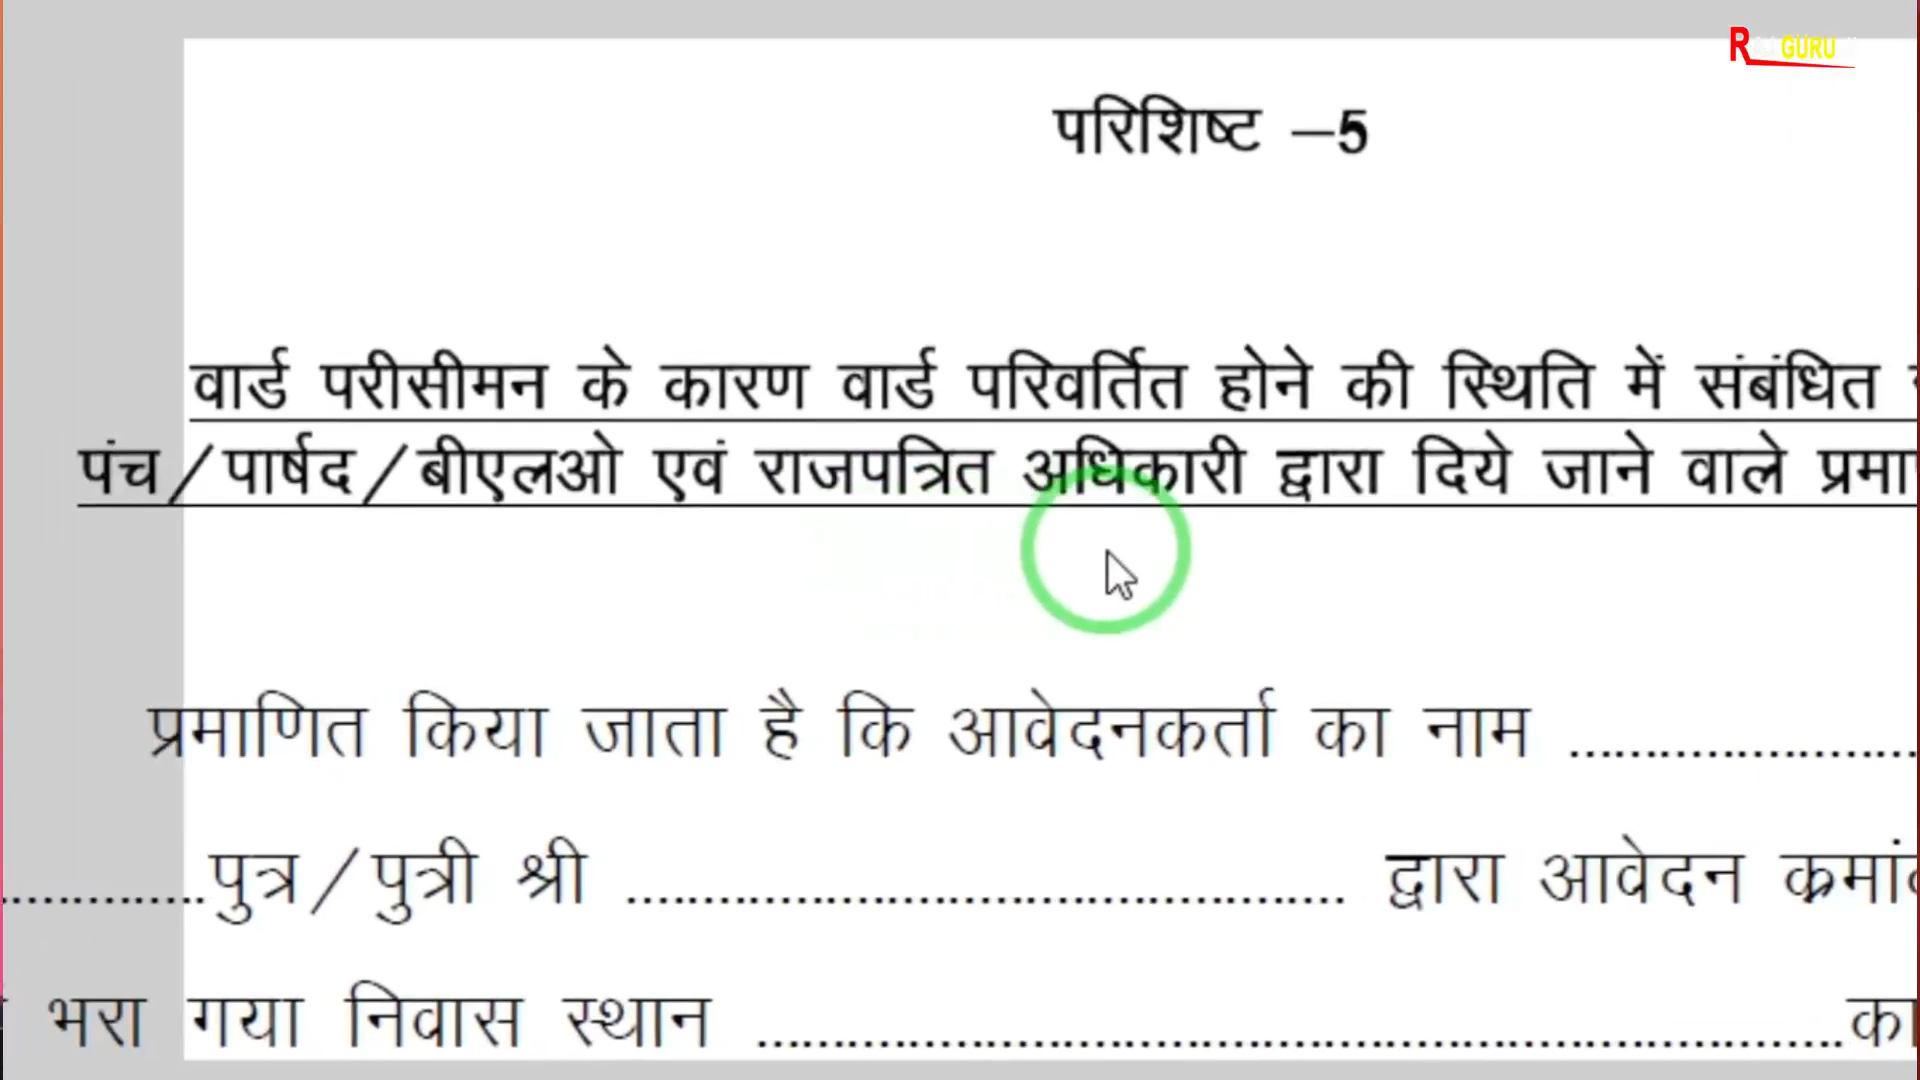 R GURU
परिशिष्ट –5
वार्ड परीसीमन के कारण वार्ड परिवर्तित होने की स्थिति में संबंधित
पंच/पार्षद/बीएलओ एवं राजपत्रित अधिकारी द्वारा दिये जाने वाले
प्रमाणित किया जाता है कि आवेदनकर्ता का नाम ........................
..............पुत्र/पुत्री श्री ................................................ द्वारा आवेदन
भरा गया निवास स्थान ........................................................................का